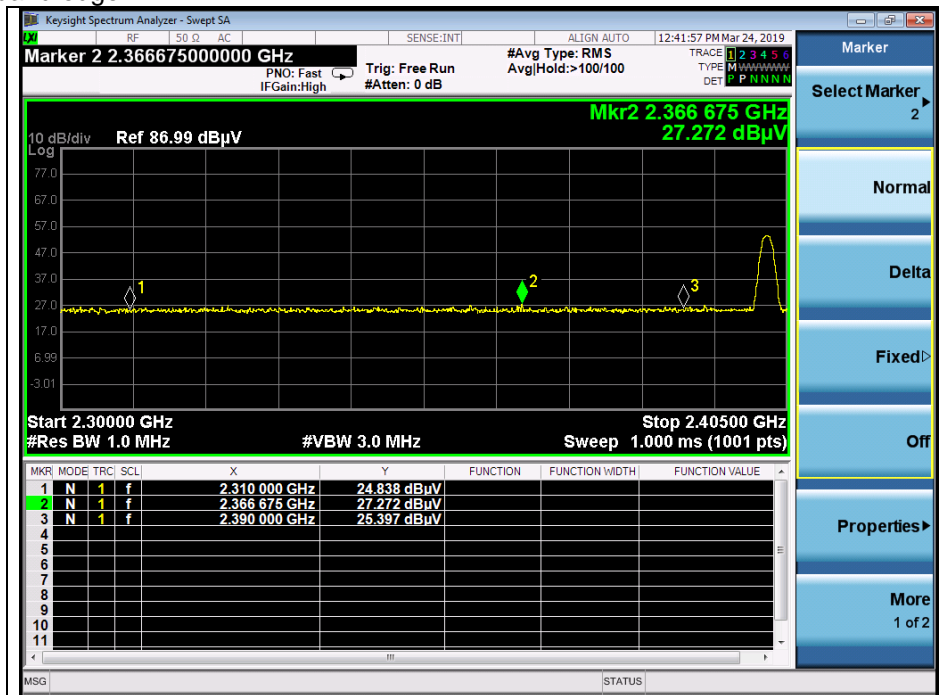 Keysight Spectrum Analyzer - Swept SA
LXI RF 50 Ω AC SENSE:INT ALIGN AUTO 12:41:57 PM Mar 24, 2019
Marker 2 2.366675000000 GHz
PNO: Fast
IFGain:High
Trig: Free Run
#Atten: 0 dB
#Avg Type: RMS
Avg|Hold:>100/100
TRACE 1 2 3 4 5 6
TYPE M W W W W W
DET P P N N N N
Mkr2 2.366 675 GHz
27.272 dBµV
10 dB/div Ref 86.99 dBµV
Log
77.0
67.0
57.0
47.0
37.0
27.0
17.0
6.99
-3.01
1
2
3
Start 2.30000 GHz Stop 2.40500 GHz
#Res BW 1.0 MHz #VBW 3.0 MHz Sweep 1.000 ms (1001 pts)
MKR MODE TRC SCL X Y FUNCTION FUNCTION WIDTH FUNCTION VALUE
1 N 1 f 2.310 000 GHz 24.838 dBµV
2 N 1 f 2.366 675 GHz 27.272 dBµV
3 N 1 f 2.390 000 GHz 25.397 dBµV
4
5
6
7
8
9
10
11
MSG STATUS
Marker
Select Marker
2
Normal
Delta
Fixed
Off
Properties
More
1 of 2